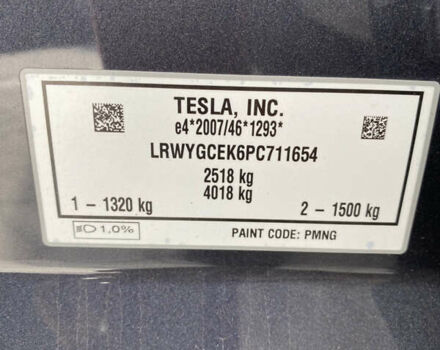 TESLA, INC.
e4*2007/46*1293*
LRWYGCEK6PC711654
2518 kg
4018 kg
1 – 1320 kg 2 – 1500 kg
1,0% PAINT CODE: PMNG